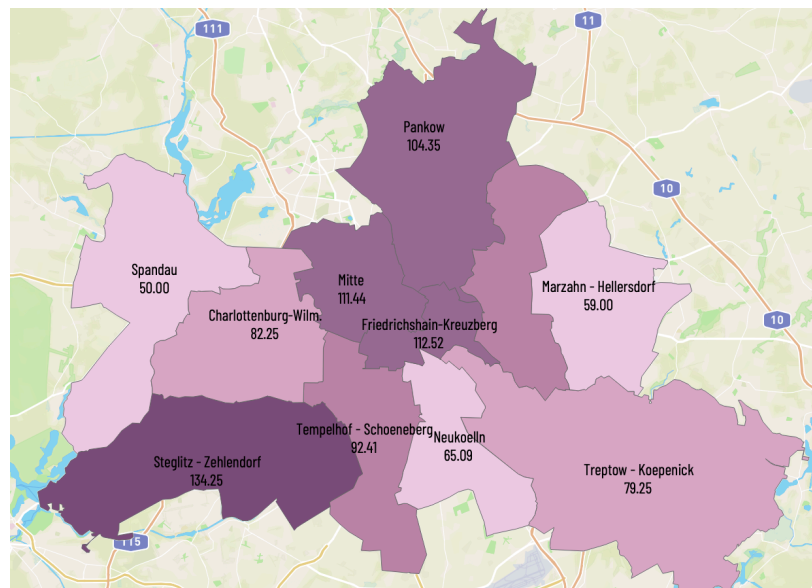 111
11
Pankow
104.35
10
Spandau
50.00
Mitte
111.44
Marzahn - Hellersdorf
59.00
Charlottenburg-Wilm.
82.25
Friedrichshain-Kreuzberg
112.52
10
Tempelhof - Schoeneberg
92.41
Neukoelln
65.09
Steglitz - Zehlendorf
134.25
Treptow - Koepenick
79.25
115